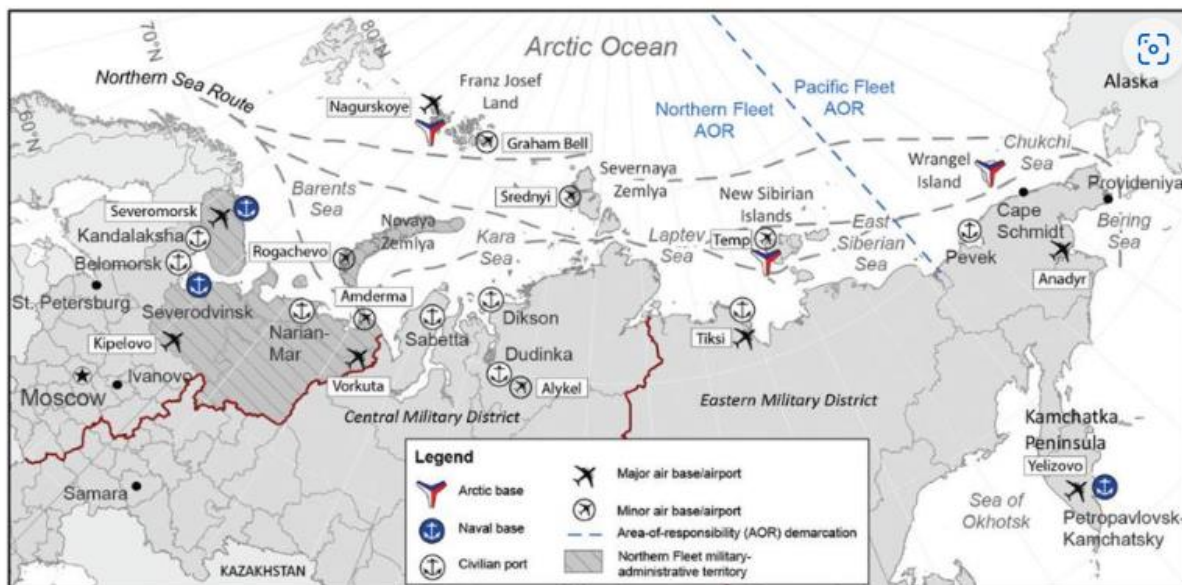 70°N
80°N
60°N
Arctic Ocean
Northern Sea Route
Franz Josef
Land
Nagurskoye
Graham Bell
Northern Fleet
AOR
Pacific Fleet
AOR
Alaska
Chukchi
Sea
Wrangel
Island
Provideniya
Cape
Schmidt
Bering
Sea
Severnaya
Zemlya
Srednyi
New Sibirian
Islands
Barents
Sea
Severomorsk
Kandalaksha
Novaya
Zemlya
Rogachevo
Kara
Sea
Laptev
Sea
Temp
East
Siberian
Sea
Pevek
Anadyr
Belomorsk
St. Petersburg
Severodvinsk
Amderma
Narian-
Mar
Sabetta
Dikson
Tiksi
Kipelovo
Dudinka
Alykel
Vorkuta
Ivanovo
Moscow
Central Military District
Eastern Military District
Kamchatka
Peninsula
Yelizovo
Sea of
Okhotsk
Petropavlovsk-
Kamchatsky
Samara
KAZAKHSTAN
Legend
Arctic base
Naval base
Civilian port
Major air base/airport
Minor air base/airport
Area-of-responsibility (AOR) demarcation
Northern Fleet military-
administrative territory